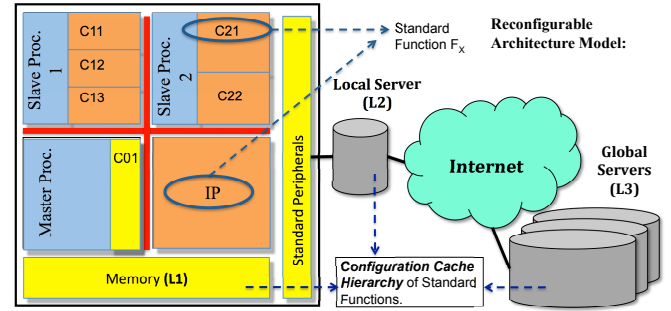 Slave Proc.
1
C11
C12
C13
Slave Proc.
2
C21
C22
Master Proc.
C01
IP
Memory (L1)
Standard Peripherals
Standard
Function FX
Reconfigurable
Architecture Model:
Local Server
(L2)
Internet
Global
Servers
(L3)
Configuration Cache
Hierarchy of Standard
Functions.